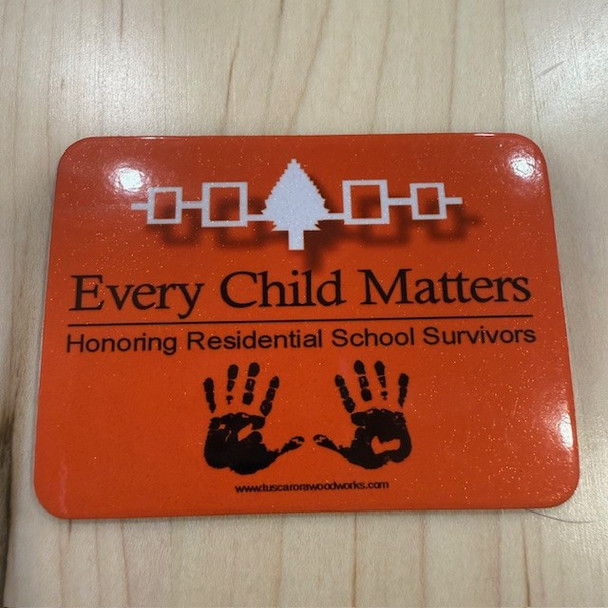 Every Child Matters
Honoring Residential School Survivors
www.tuscarorawoodworks.com